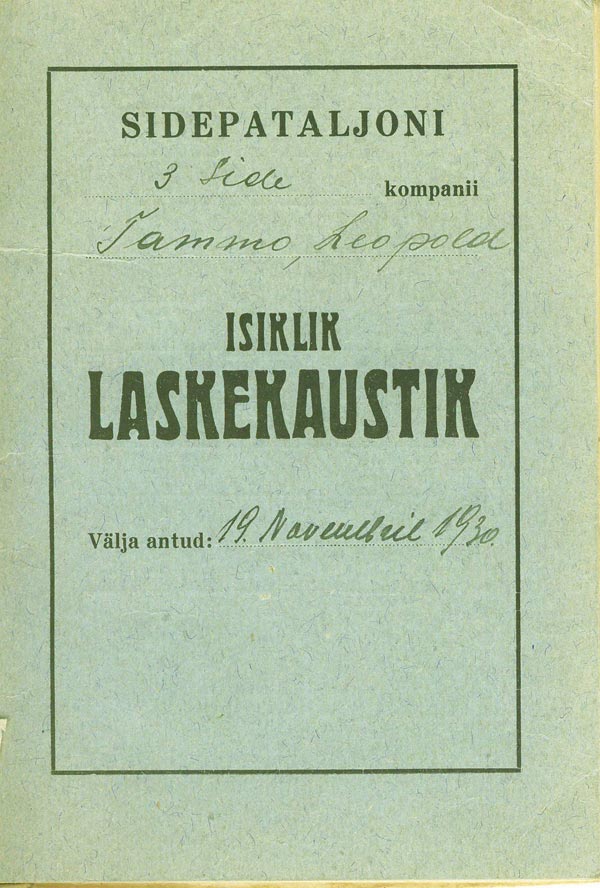 SIDEPATALJONI
3 Side kompanii
Tammo, Leopold
ISIKLIK
LASKEKAUSTIK
Välja antud: 19. Novembril 1930.